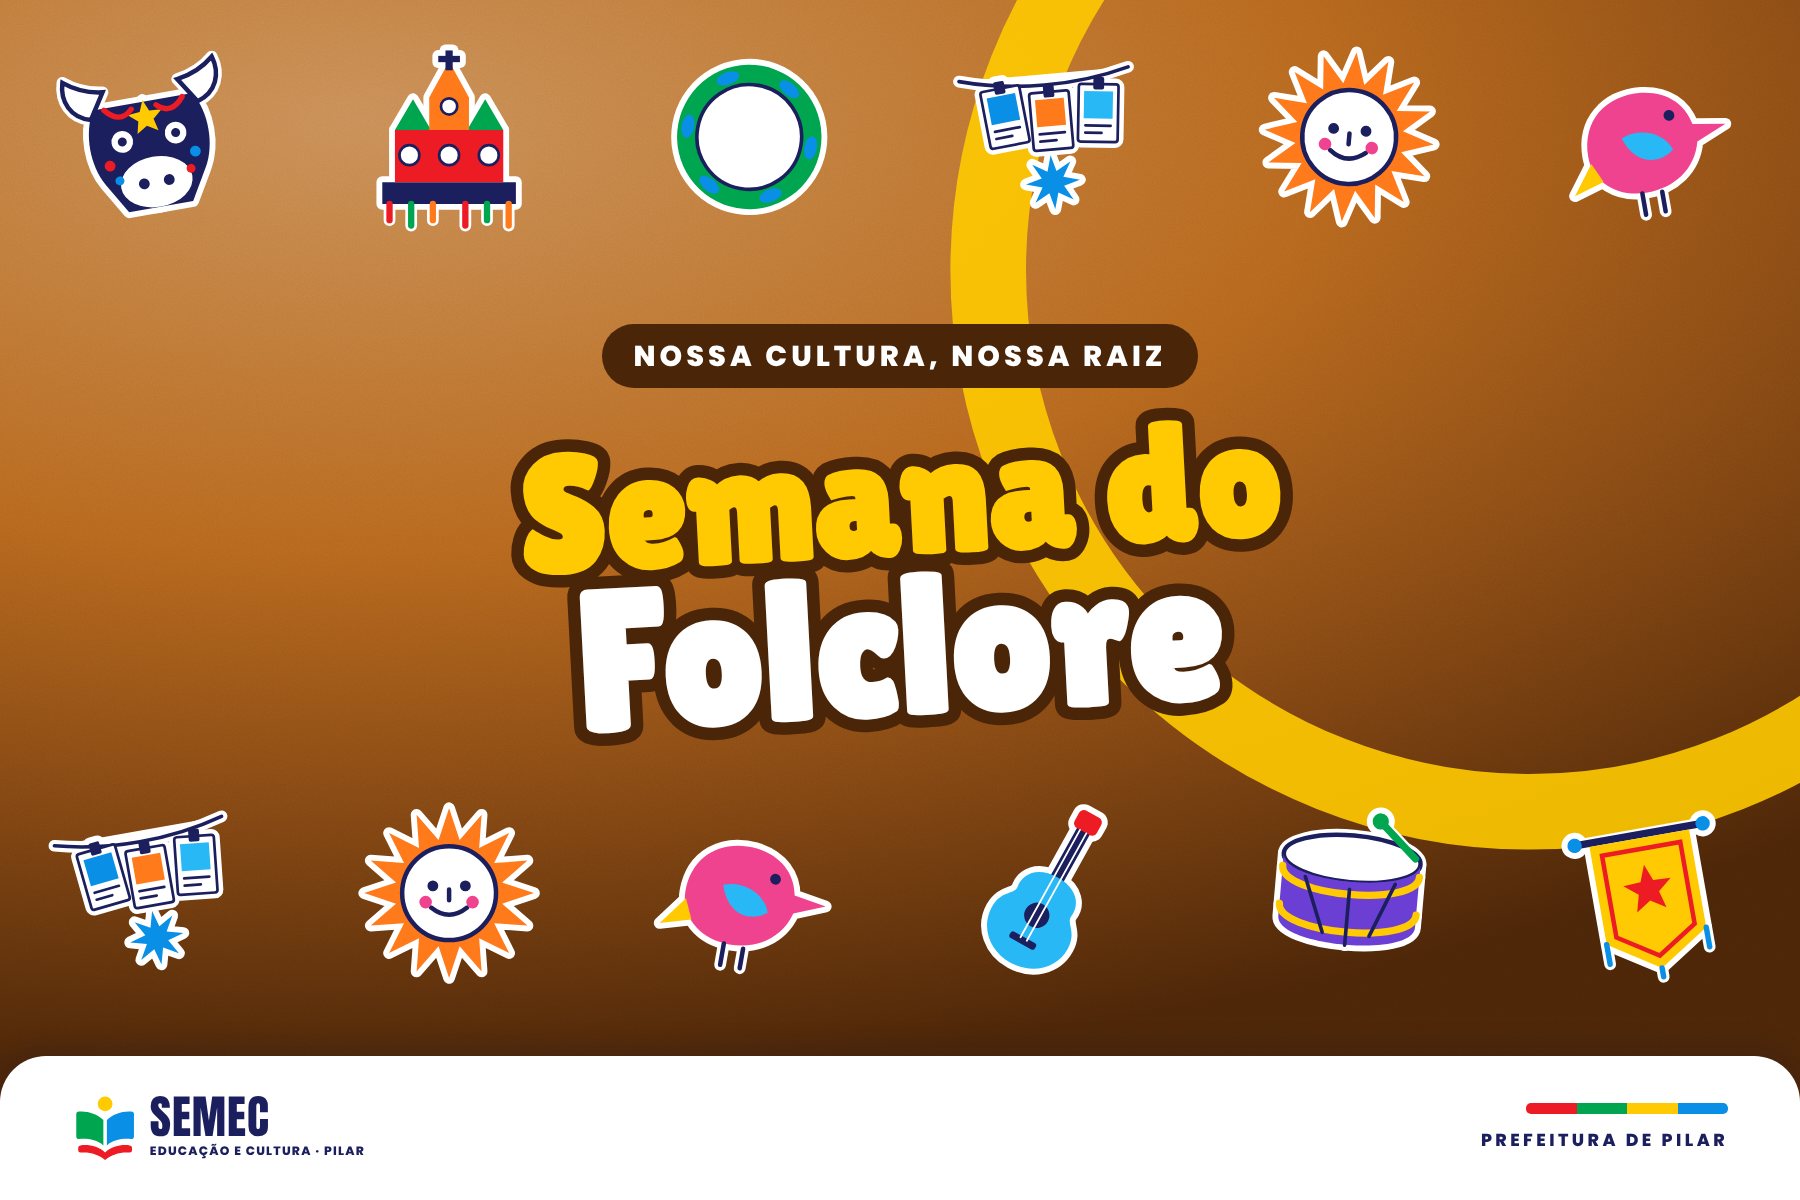 NOSSA CULTURA, NOSSA RAIZ
Semana do
Folclore
SEMEC
EDUCAÇÃO E CULTURA · PILAR
PREFEITURA DE PILAR